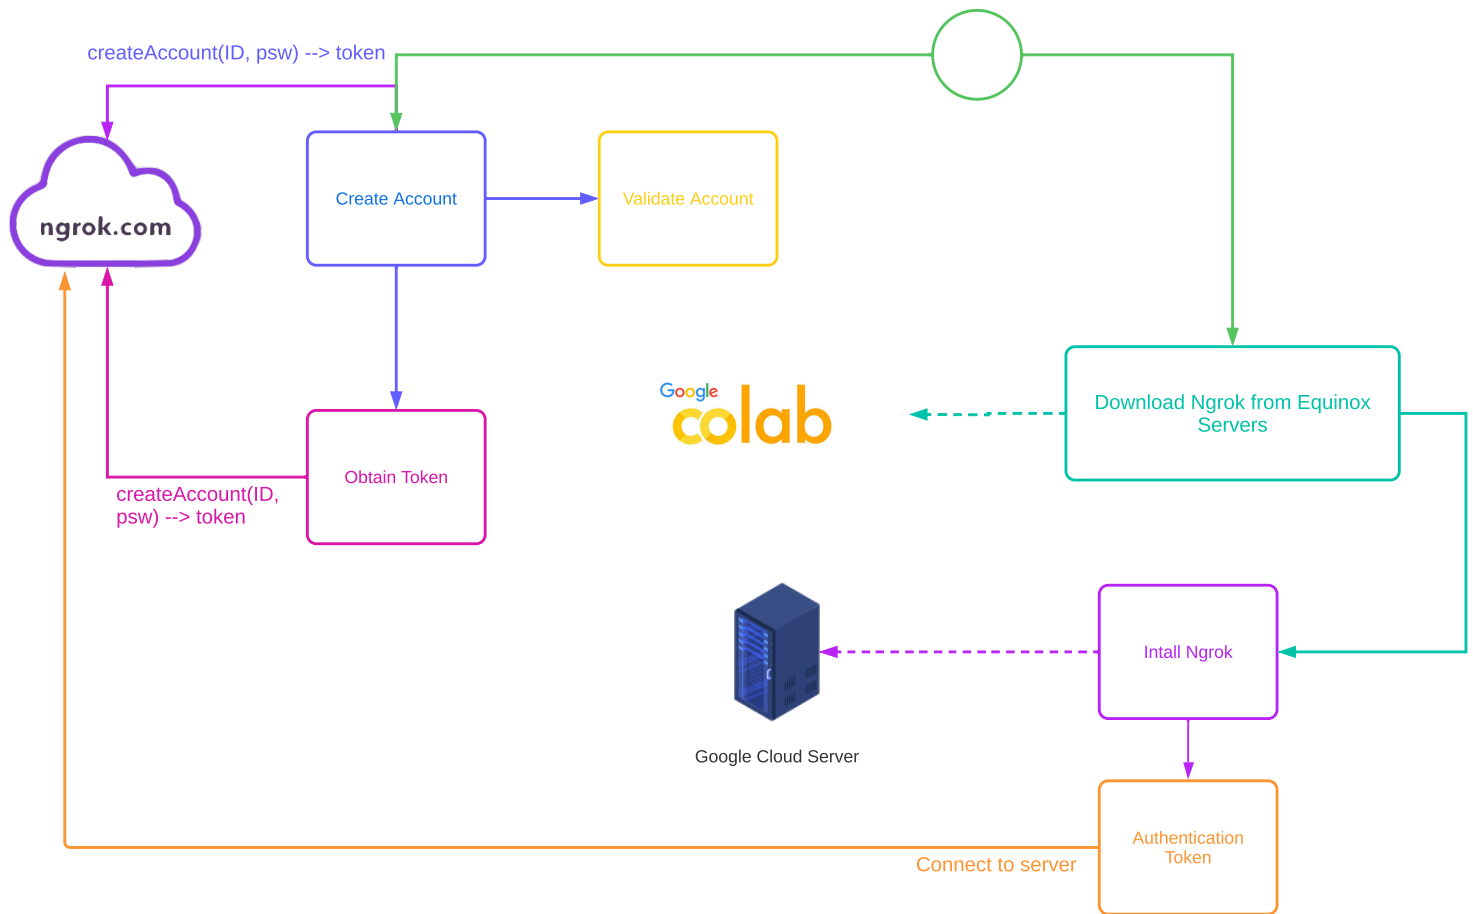 createAccount(ID, psw) --> token
ngrok.com
Create Account
Validate Account
Google
colab
Download Ngrok from Equinox
Servers
Obtain Token
createAccount(ID,
psw) --> token
Intall Ngrok
Google Cloud Server
Authentication
Token
Connect to server